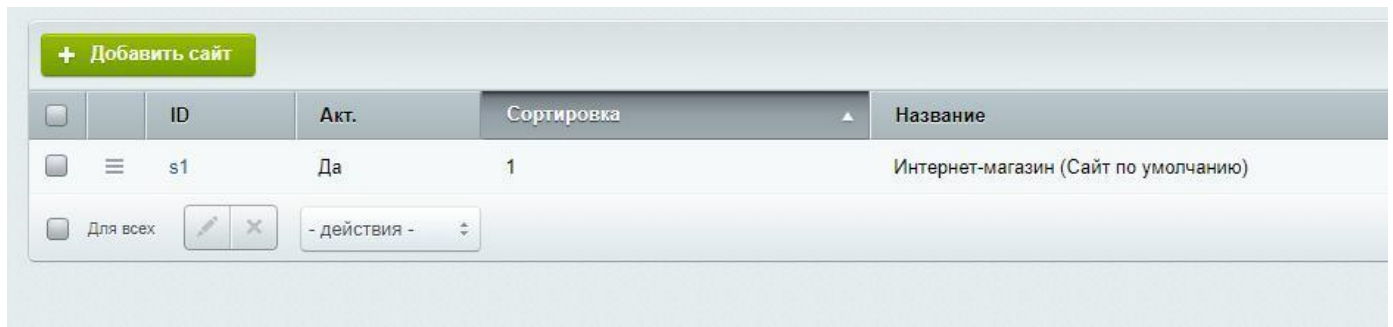 + Добавить сайт
ID Акт. Сортировка Название
s1 Да 1 Интернет-магазин (Сайт по умолчанию)
Для всех - действия -